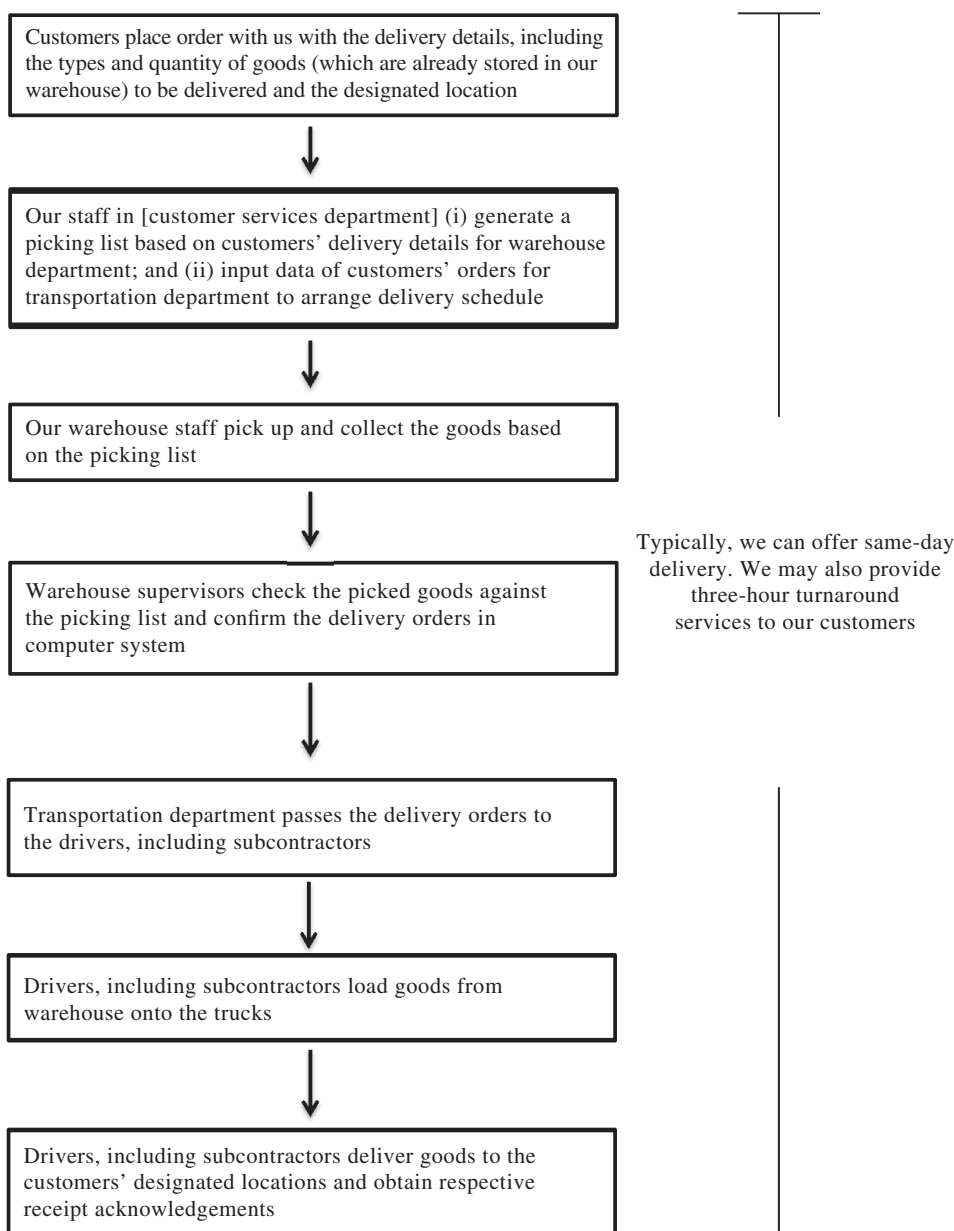 Customers place order with us with the delivery details, including
the types and quantity of goods (which are already stored in our
warehouse) to be delivered and the designated location
Our staff in [customer services department] (i) generate a
picking list based on customers’ delivery details for warehouse
department; and (ii) input data of customers’ orders for
transportation department to arrange delivery schedule
Our warehouse staff pick up and collect the goods based
on the picking list
Typically, we can offer same-day
delivery. We may also provide
three-hour turnaround
services to our customers
Warehouse supervisors check the picked goods against
the picking list and confirm the delivery orders in
computer system
Transportation department passes the delivery orders to
the drivers, including subcontractors
Drivers, including subcontractors load goods from
warehouse onto the trucks
Drivers, including subcontractors deliver goods to the
customers’ designated locations and obtain respective
receipt acknowledgements